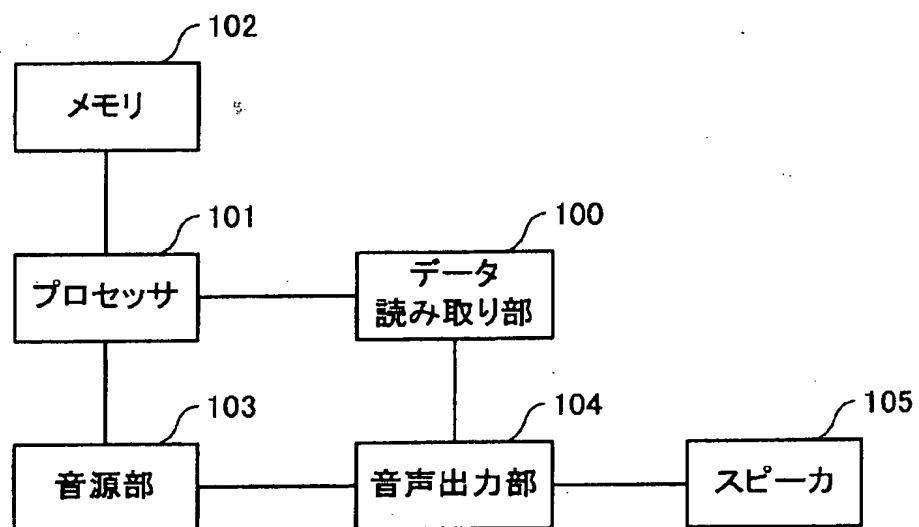 102
メモリ
101
プロセッサ
100
データ
読み取り部
103
音源部
104
音声出力部
105
スピーカ